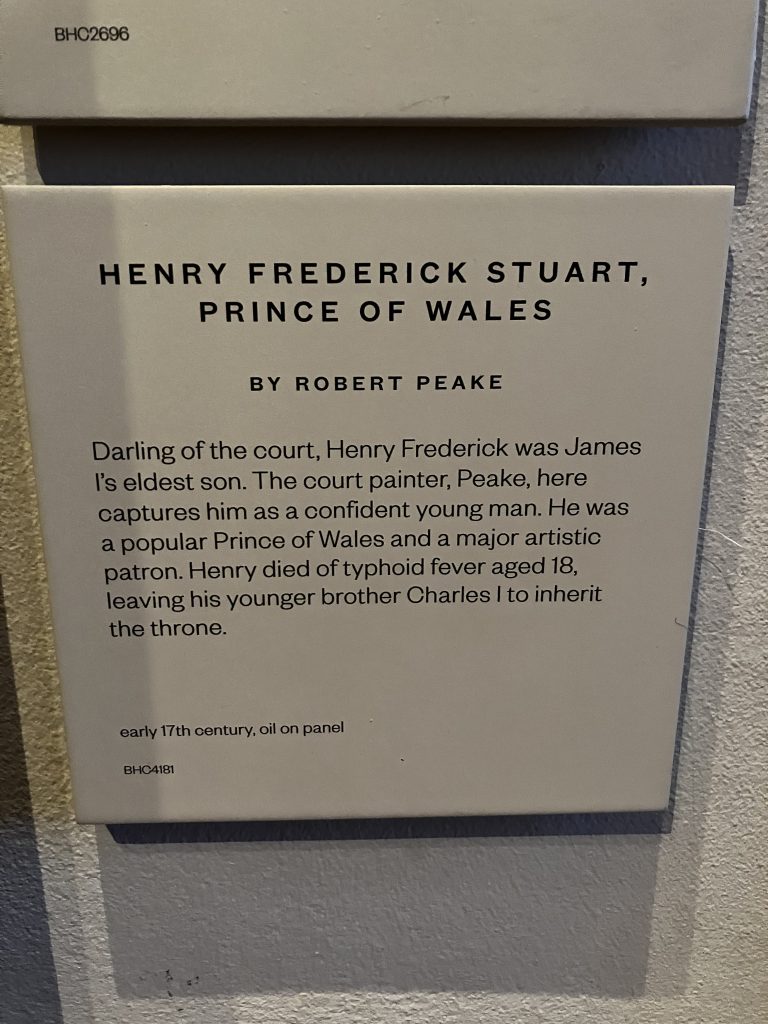 BHC2696
HENRY FREDERICK STUART,
PRINCE OF WALES
BY ROBERT PEAKE
Darling of the court, Henry Frederick was James
I's eldest son. The court painter, Peake, here
captures him as a confident young man. He was
a popular Prince of Wales and a major artistic
patron. Henry died of typhoid fever aged 18,
leaving his younger brother Charles I to inherit
the throne.
early 17th century, oil on panel
BHC4181